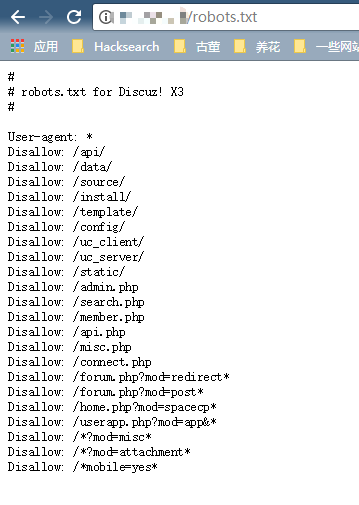 /robots.txt
应用 Hacksearch 古董 养花 一些网站
#
# robots.txt for Discuz! X3
#
User-agent: *
Disallow: /api/
Disallow: /data/
Disallow: /source/
Disallow: /install/
Disallow: /template/
Disallow: /config/
Disallow: /uc_client/
Disallow: /uc_server/
Disallow: /static/
Disallow: /admin.php
Disallow: /search.php
Disallow: /member.php
Disallow: /api.php
Disallow: /misc.php
Disallow: /connect.php
Disallow: /forum.php?mod=redirect*
Disallow: /forum.php?mod=post*
Disallow: /home.php?mod=spacecp*
Disallow: /userapp.php?mod=app&*
Disallow: /*?mod=misc*
Disallow: /*?mod=attachment*
Disallow: /*mobile=yes*